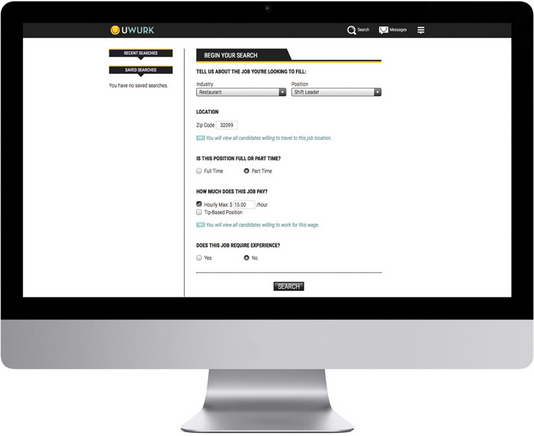 UWURK
Search
Messages
RECENT SEARCHES
SAVED SEARCHES
You have no saved searches.
BEGIN YOUR SEARCH
TELL US ABOUT THE JOB YOU'RE LOOKING TO FILL:
Industry
Position
Restaurant
Shift Leader
LOCATION
Zip Code 32099
You will view all candidates willing to travel to this job location.
IS THIS POSITION FULL OR PART TIME?
Full Time
Part Time
HOW MUCH DOES THIS JOB PAY?
Hourly Max: $ 15.00 /hour
Tip-Based Position
You will view all candidates willing to work for this wage.
DOES THIS JOB REQUIRE EXPERIENCE?
Yes
No
SEARCH